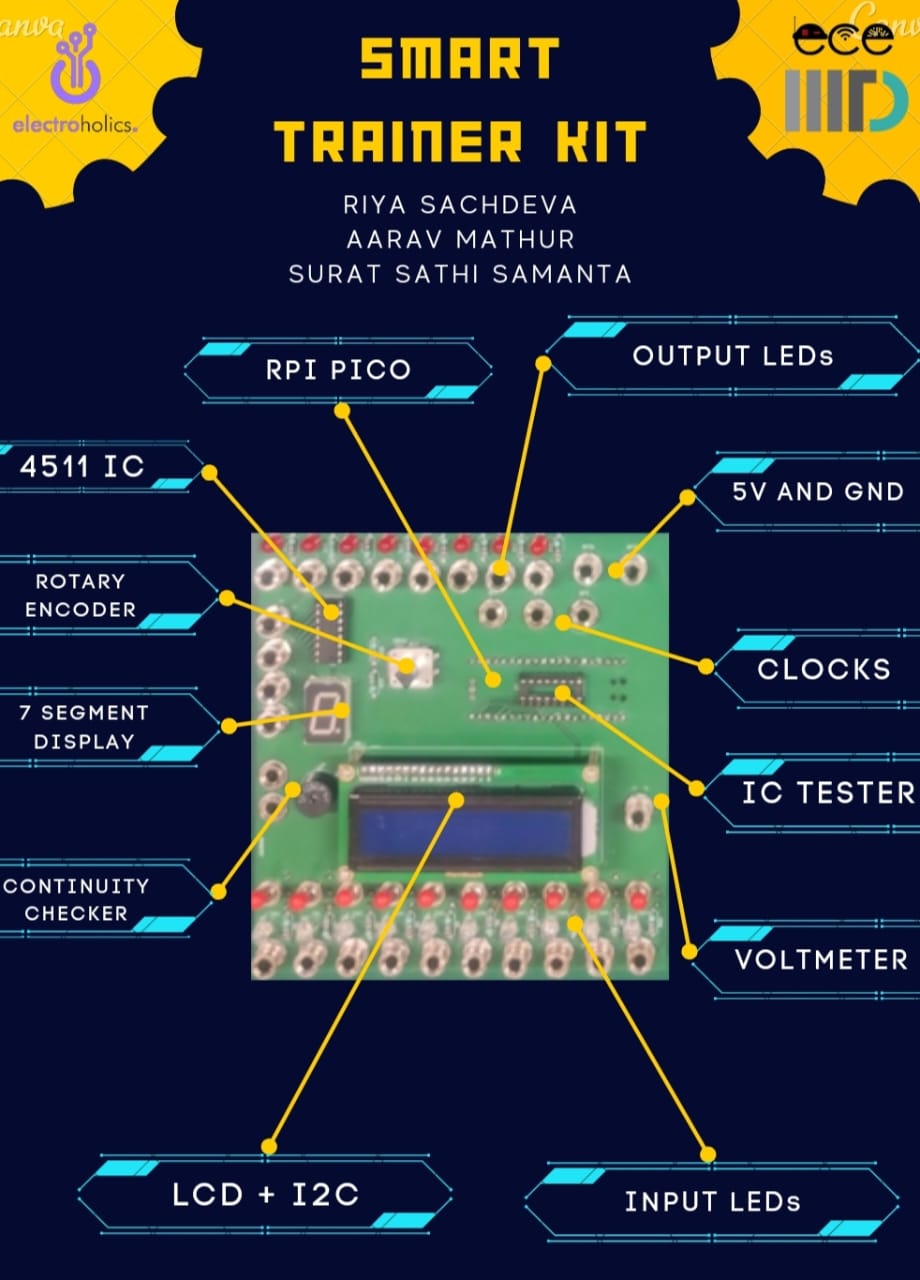 anva
Canva
electroholics.
ece
IIITD
SMART
TRAINER KIT
RIYA SACHDEVA
AARAV MATHUR
SURAT SATHI SAMANTA
RPI PICO
OUTPUT LEDs
4511 IC
5V AND GND
ROTARY
ENCODER
CLOCKS
7 SEGMENT
DISPLAY
IC TESTER
CONTINUITY
CHECKER
VOLTMETER
LCD + I2C
INPUT LEDs